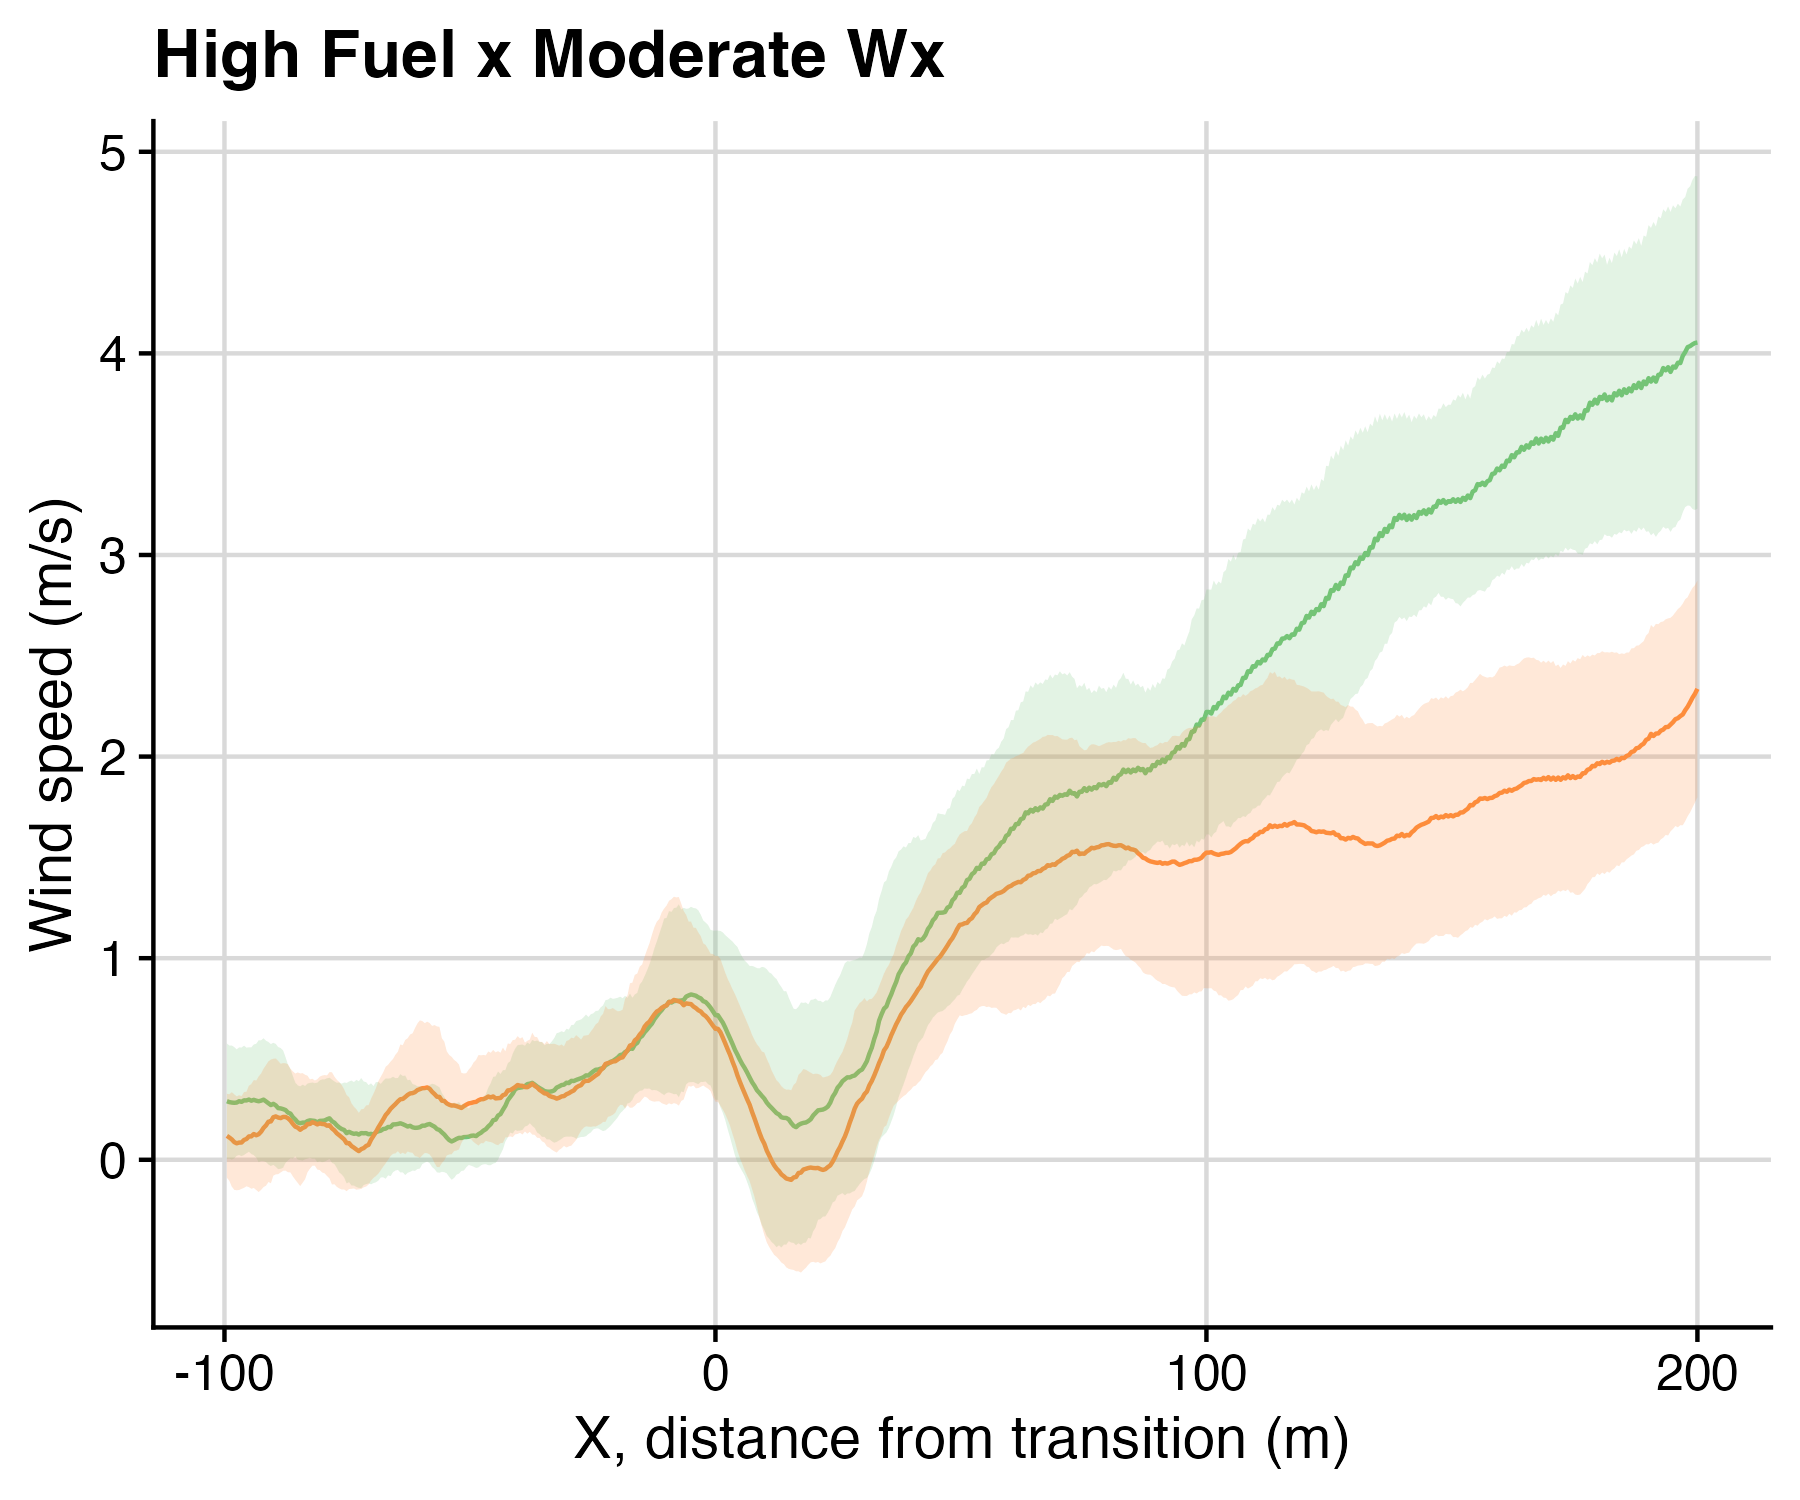 High Fuel x Moderate Wx
5
4
3
2
1
0
Wind speed (m/s)
-100 0 100 200
X, distance from transition (m)